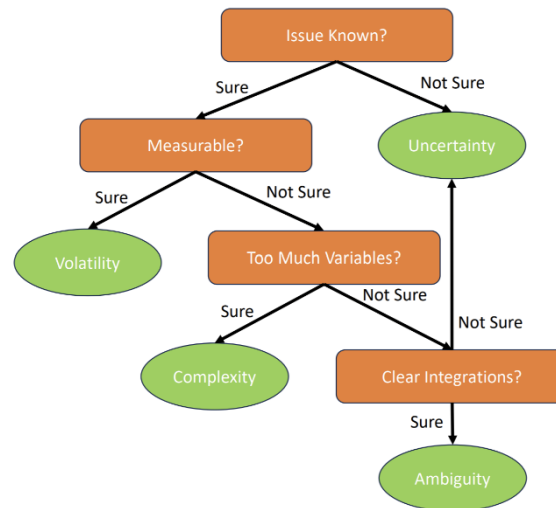 Issue Known?
Sure
Not Sure
Measurable?
Uncertainty
Sure
Not Sure
Volatility
Too Much Variables?
Sure
Not Sure
Not Sure
Complexity
Clear Integrations?
Sure
Ambiguity